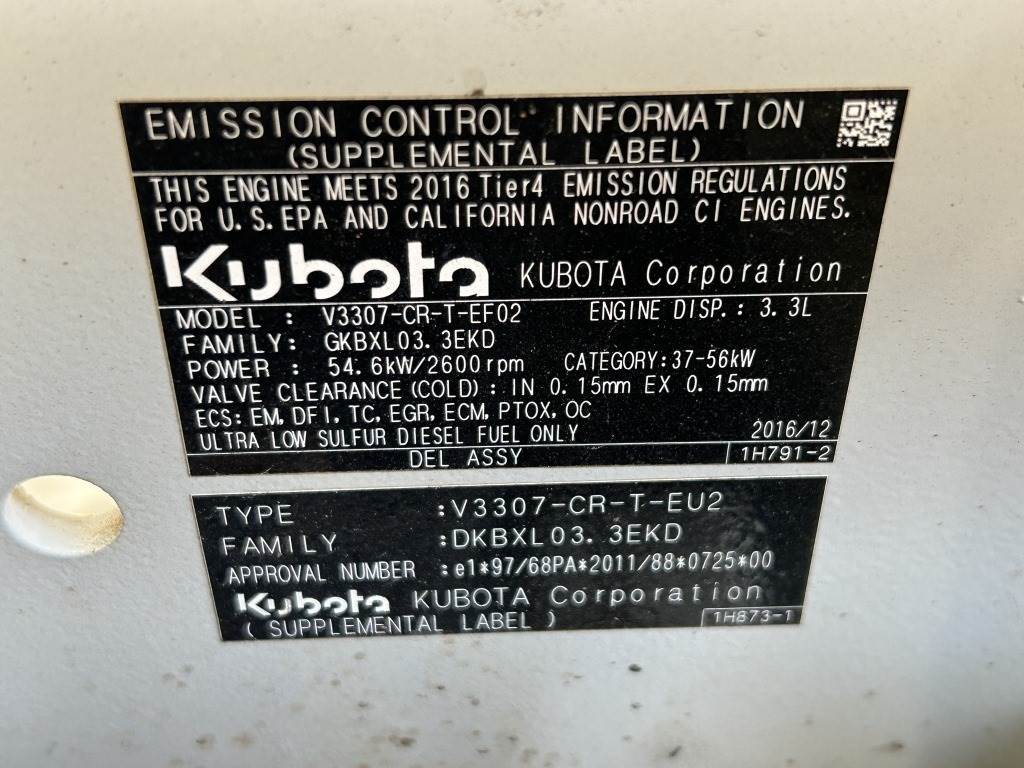 EMISSION CONTROL INFORMATION
(SUPPLEMENTAL LABEL)
THIS ENGINE MEETS 2016 Tier4 EMISSION REGULATIONS
FOR U.S.EPA AND CALIFORNIA NONROAD CI ENGINES.
Kubota KUBOTA Corporation
MODEL : V3307-CR-T-EF02 ENGINE DISP.: 3.3L
FAMILY: GKBXL03.3EKD
POWER : 54.6kW/2600rpm CATEGORY:37-56kW
VALVE CLEARANCE(COLD): IN 0.15mm EX 0.15mm
ECS: EM, DFI, TC, EGR, ECM, PTOX, OC
ULTRA LOW SULFUR DIESEL FUEL ONLY 2016/12
DEL ASSY 1H791-2
TYPE :V3307-CR-T-EU2
FAMILY :DKBXL03.3EKD
APPROVAL NUMBER :e1*97/68PA*2011/88*0725*00
Kubota KUBOTA Corporation
( SUPPLEMENTAL LABEL ) 1H873-1